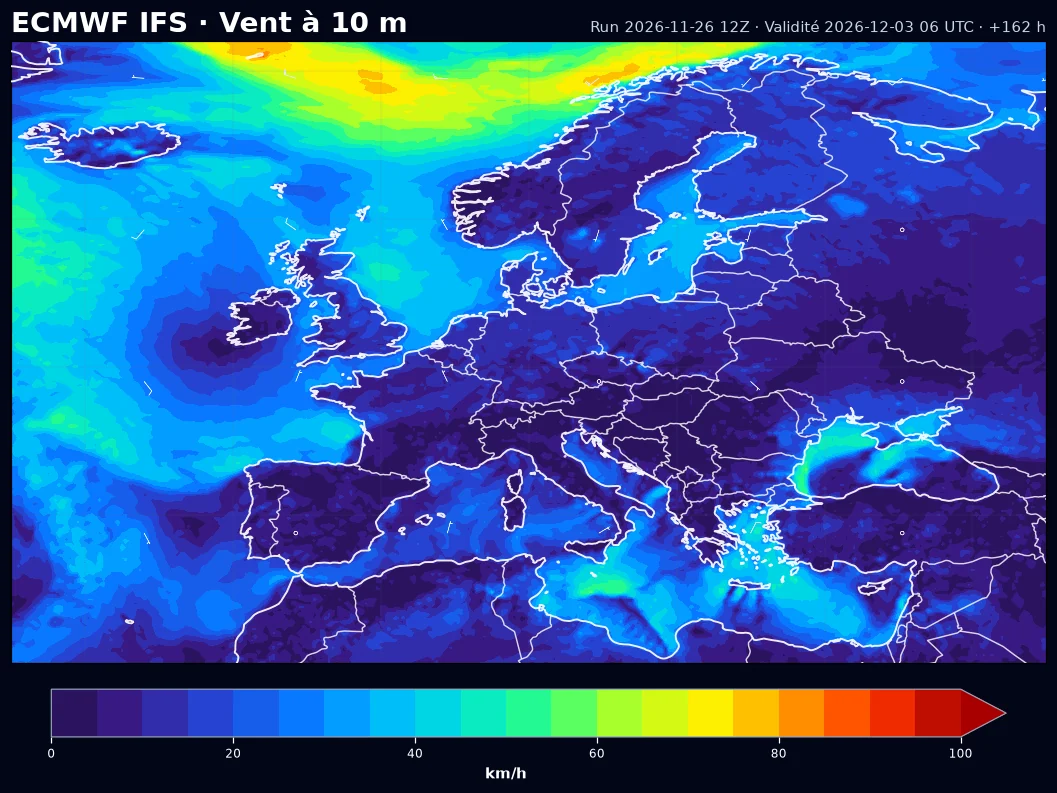 ECMWF IFS · Vent à 10 m
Run 2026-11-26 12Z · Validité 2026-12-03 06 UTC · +162 h
0 20 40 60 80 100
km/h